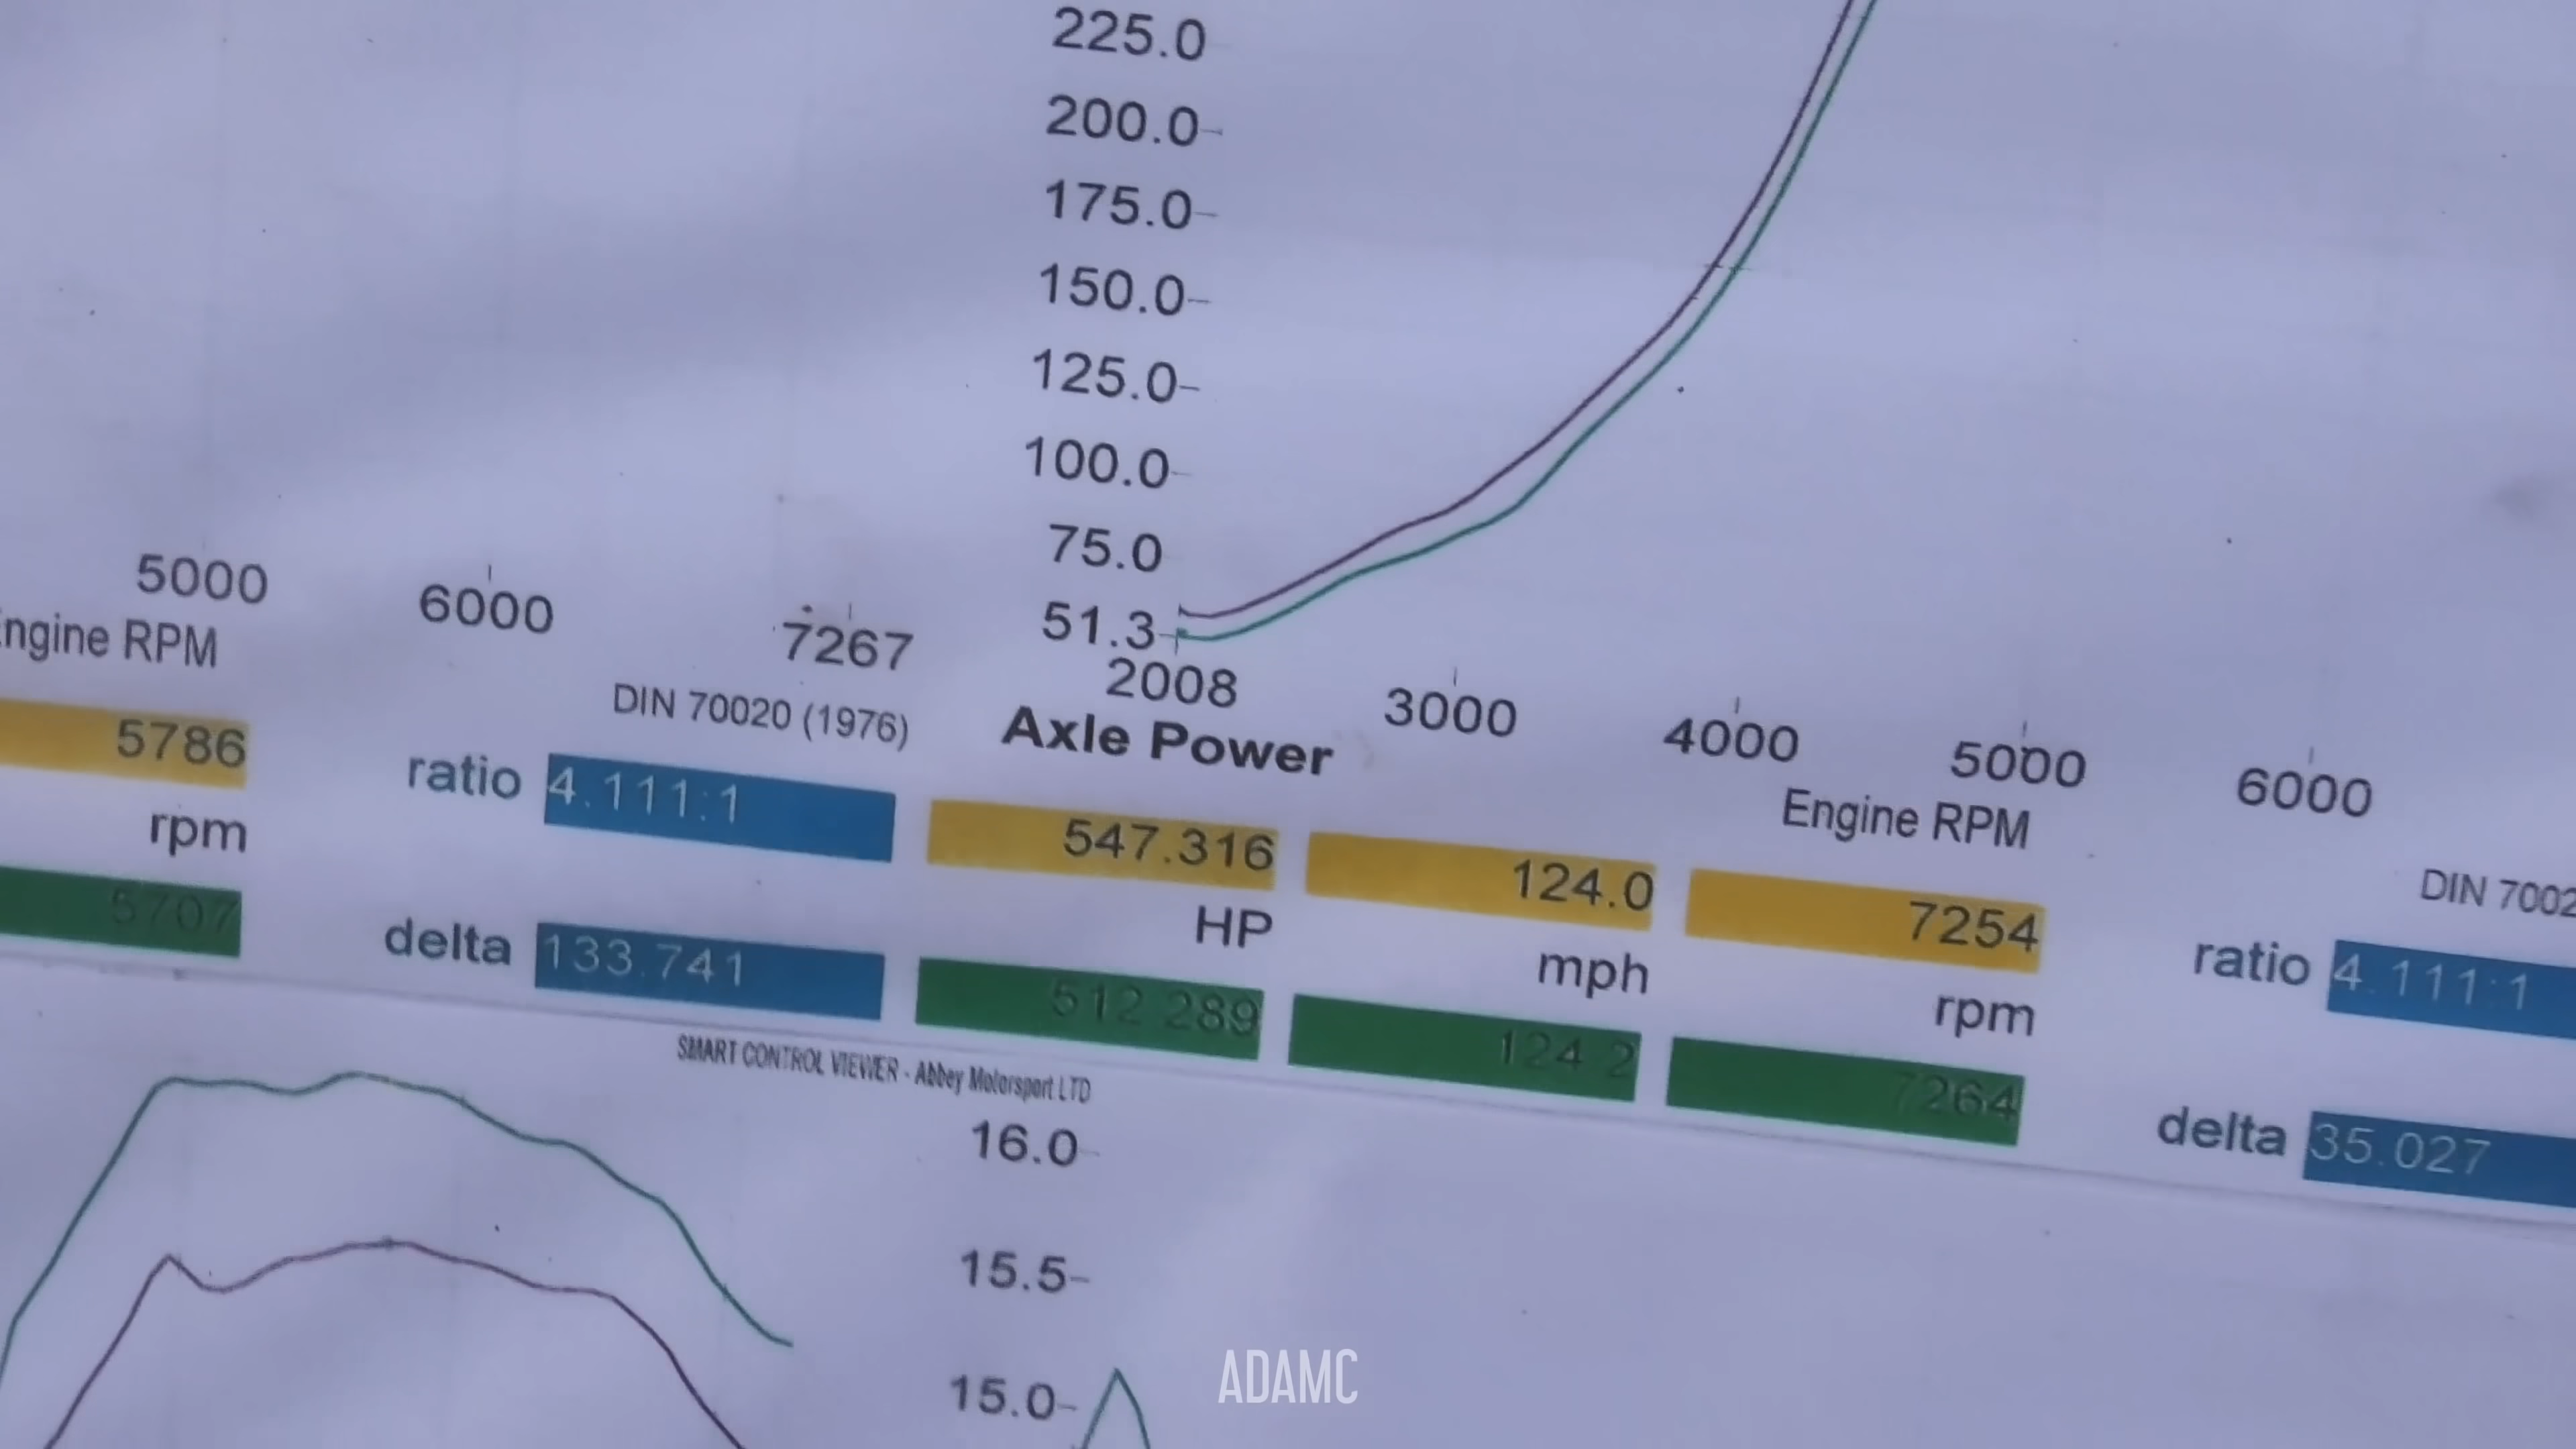 225.0
200.0
175.0
150.0
125.0
100.0
75.0
51.3
2008 3000 4000 5000 6000
Engine RPM
5000 6000 7267
ngine RPM
DIN 70020 (1976)
5786
rpm
5707
ratio 4.111:1
delta 133.741
Axle Power
547.316 124.0 7254
HP mph rpm
512.289 124.2 7264
DIN 7002
ratio 4.111:1
delta 35.027
SMART CONTROL VIEWER - Abbey Motorsport LTD
16.0
15.5
15.0
ADAMC